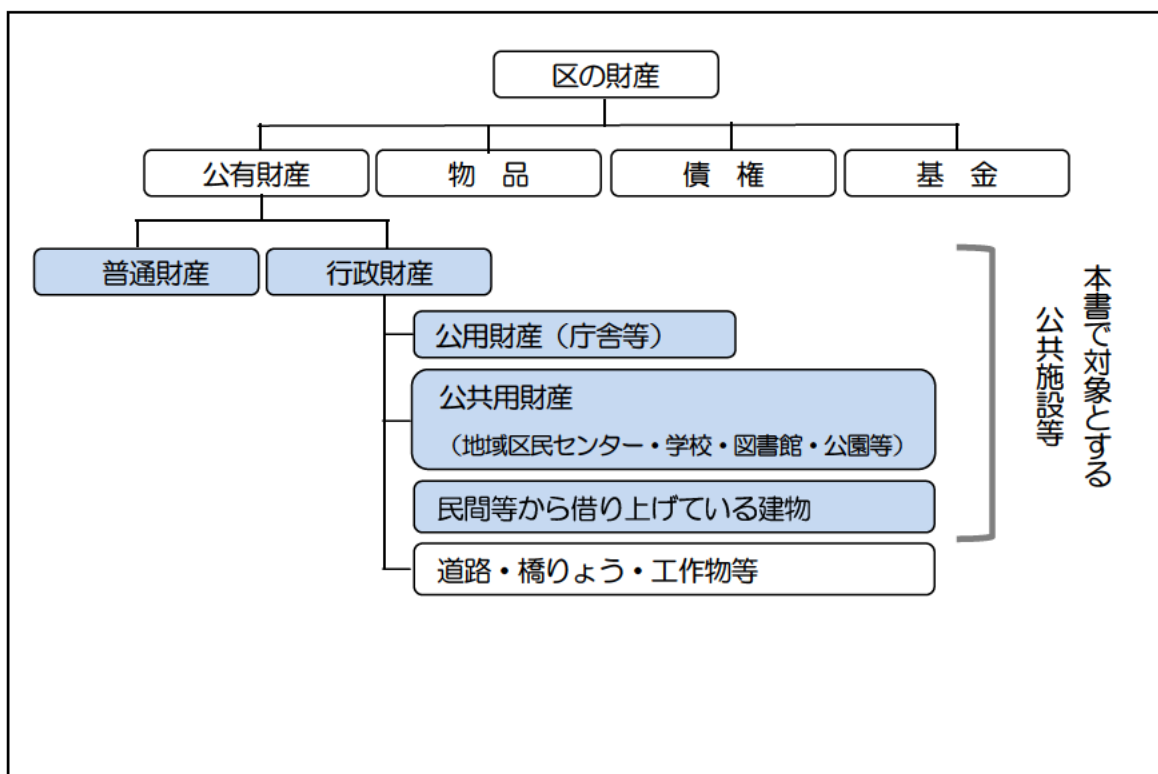 区の財産
公有財産
物　品
債　権
基　金
普通財産
行政財産
公用財産（庁舎等）
公共用財産
（地域区民センター・学校・図書館・公園等）
民間等から借り上げている建物
道路・橋りょう・工作物等
本書で対象とする
公共施設等